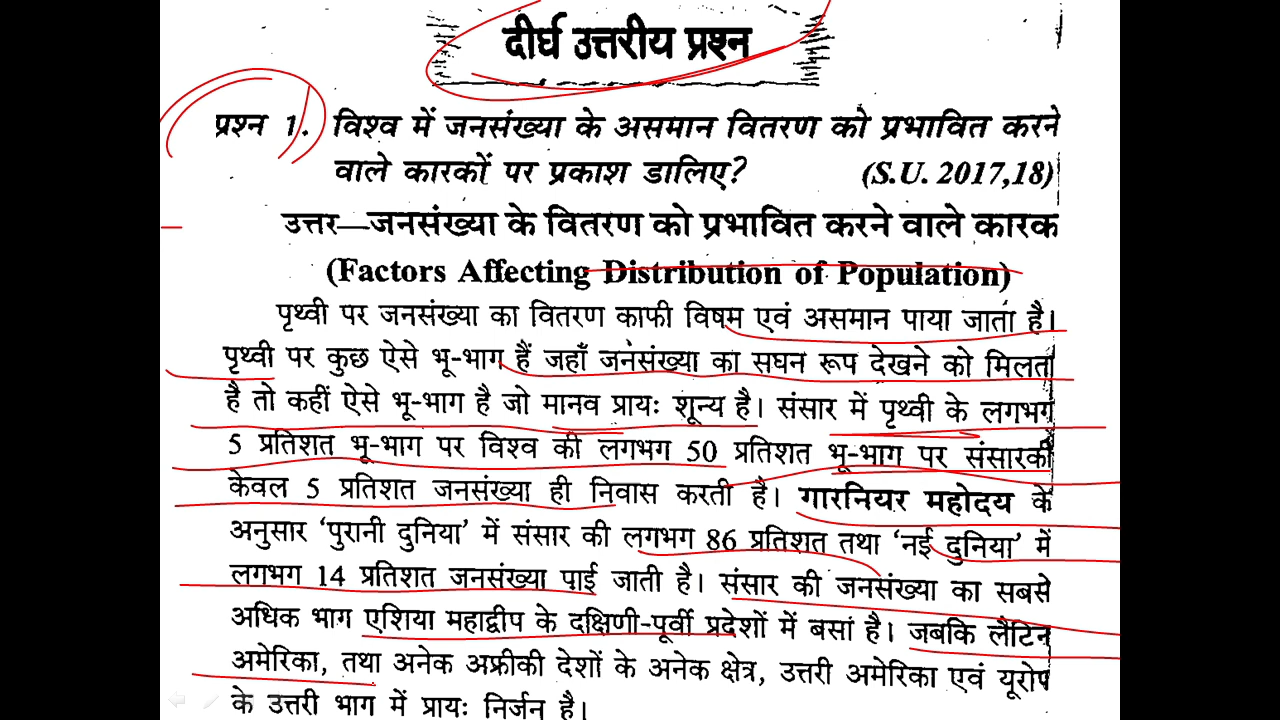 दीर्घ उत्तरीय प्रश्न
प्रश्न 1. विश्व में जनसंख्या के असमान वितरण को प्रभावित करने
वाले कारकों पर प्रकाश डालिए? (S.U. 2017,18)
उत्तर—जनसंख्या के वितरण को प्रभावित करने वाले कारक
(Factors Affecting Distribution of Population)
पृथ्वी पर जनसंख्या का वितरण काफी विषम एवं असमान पाया जाता है।
पृथ्वी पर कुछ ऐसे भू-भाग हैं जहाँ जनसंख्या का सघन रूप देखने को मिलता
है तो कहीं ऐसे भू-भाग है जो मानव प्रायः शून्य है। संसार में पृथ्वी के लगभग
5 प्रतिशत भू-भाग पर विश्व की लगभग 50 प्रतिशत भू-भाग पर संसारकी
केवल 5 प्रतिशत जनसंख्या ही निवास करती है। गारनियर महोदय के
अनुसार ‘पुरानी दुनिया’ में संसार की लगभग 86 प्रतिशत तथा ‘नई दुनिया’ में
लगभग 14 प्रतिशत जनसंख्या पाई जाती है। संसार की जनसंख्या का सबसे
अधिक भाग एशिया महाद्वीप के दक्षिणी-पूर्वी प्रदेशों में बसा है। जबकि लैटिन
अमेरिका, तथा अनेक अफ्रीकी देशों के अनेक क्षेत्र, उत्तरी अमेरिका एवं यूरोप
के उत्तरी भाग में प्रायः निर्जन है।